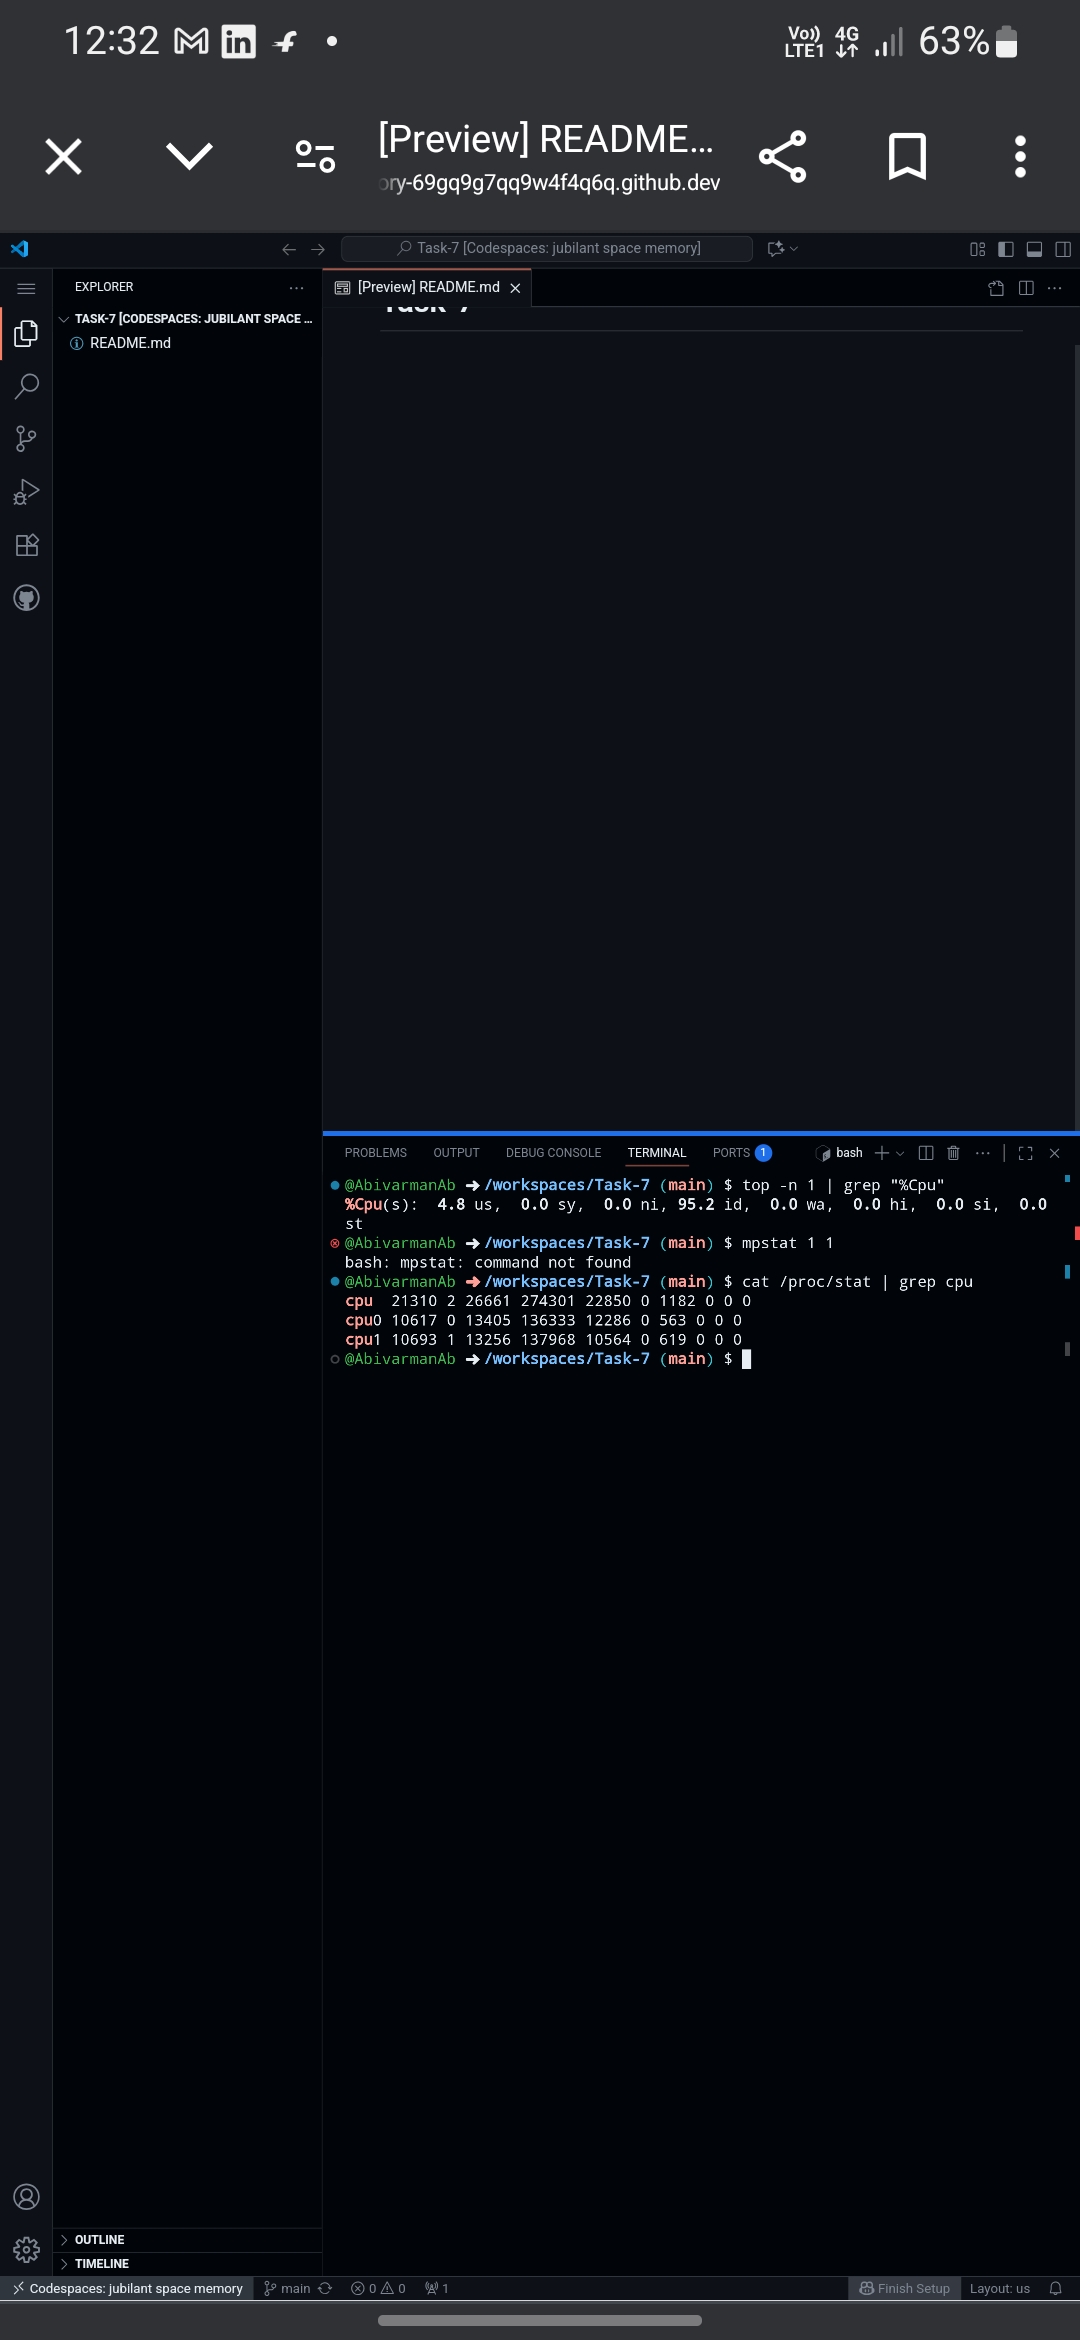 12:32
Vo)) 4G
LTE1
63%
[Preview] README...
ory-69gq9g7qq9w4f4q6q.github.dev
Task-7 [Codespaces: jubilant space memory]
EXPLORER
[Preview] README.md
TASK-7 [CODESPACES: JUBILANT SPACE ...
README.md
Task-7
PROBLEMS OUTPUT DEBUG CONSOLE TERMINAL PORTS 1 bash
@AbivarmanAb ➜ /workspaces/Task-7 (main) $ top -n 1 | grep "%Cpu"
%Cpu(s): 4.8 us, 0.0 sy, 0.0 ni, 95.2 id, 0.0 wa, 0.0 hi, 0.0 si, 0.0
st
@AbivarmanAb ➜ /workspaces/Task-7 (main) $ mpstat 1 1
bash: mpstat: command not found
@AbivarmanAb ➜ /workspaces/Task-7 (main) $ cat /proc/stat | grep cpu
cpu 21310 2 26661 274301 22850 0 1182 0 0 0
cpu0 10617 0 13405 136333 12286 0 563 0 0 0
cpu1 10693 1 13256 137968 10564 0 619 0 0 0
@AbivarmanAb ➜ /workspaces/Task-7 (main) $
OUTLINE
TIMELINE
Codespaces: jubilant space memory main 0 0 1 Finish Setup Layout: us